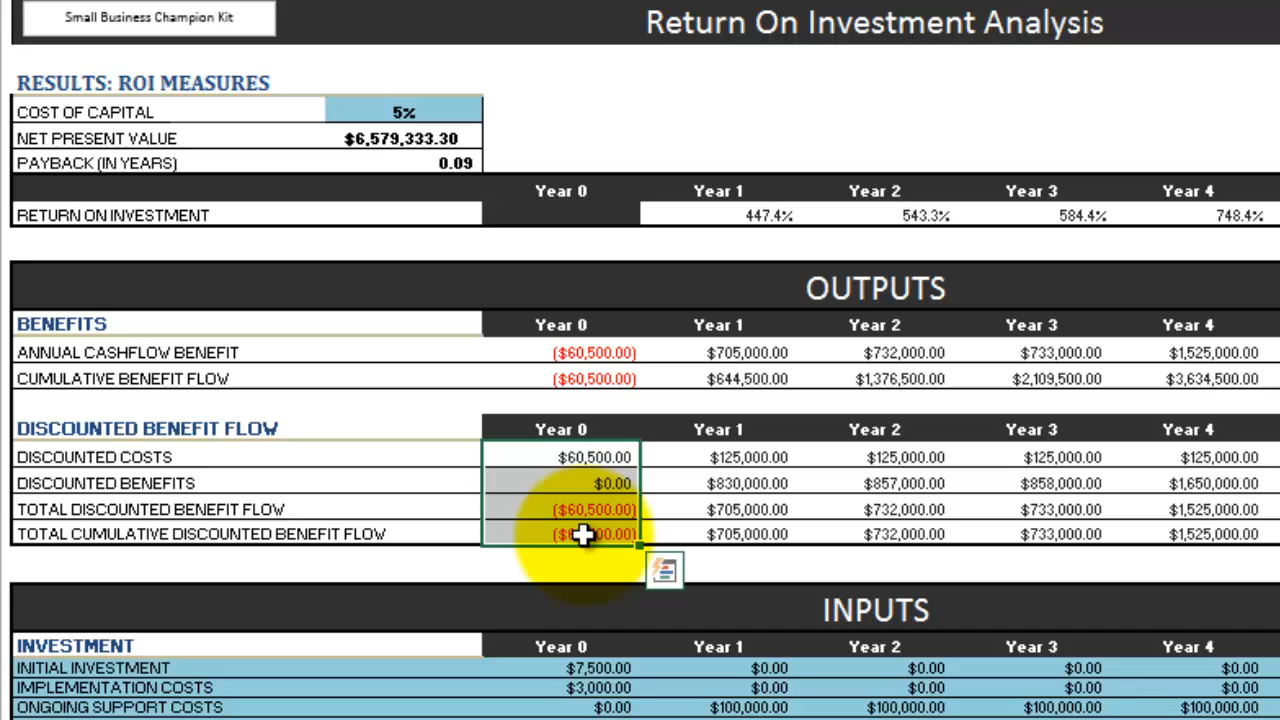 Small Business Champion Kit
Return On Investment Analysis
RESULTS: ROI MEASURES
COST OF CAPITAL 5%
NET PRESENT VALUE $6,579,333.30
PAYBACK (IN YEARS) 0.09
Year 0 Year 1 Year 2 Year 3 Year 4
RETURN ON INVESTMENT 447.4% 543.3% 584.4% 748.4%
OUTPUTS
BENEFITS Year 0 Year 1 Year 2 Year 3 Year 4
ANNUAL CASHFLOW BENEFIT ($60,500.00) $705,000.00 $732,000.00 $733,000.00 $1,525,000.00
CUMULATIVE BENEFIT FLOW ($60,500.00) $644,500.00 $1,376,500.00 $2,109,500.00 $3,634,500.00
DISCOUNTED BENEFIT FLOW Year 0 Year 1 Year 2 Year 3 Year 4
DISCOUNTED COSTS $60,500.00 $125,000.00 $125,000.00 $125,000.00 $125,000.00
DISCOUNTED BENEFITS $0.00 $830,000.00 $857,000.00 $858,000.00 $1,650,000.00
TOTAL DISCOUNTED BENEFIT FLOW ($60,500.00) $705,000.00 $732,000.00 $733,000.00 $1,525,000.00
TOTAL CUMULATIVE DISCOUNTED BENEFIT FLOW $705,000.00 $732,000.00 $733,000.00 $1,525,000.00
INPUTS
INVESTMENT Year 0 Year 1 Year 2 Year 3 Year 4
INITIAL INVESTMENT $7,500.00 $0.00 $0.00 $0.00 $0.00
IMPLEMENTATION COSTS $3,000.00 $0.00 $0.00 $0.00 $0.00
ONGOING SUPPORT COSTS $0.00 $100,000.00 $100,000.00 $100,000.00 $100,000.00